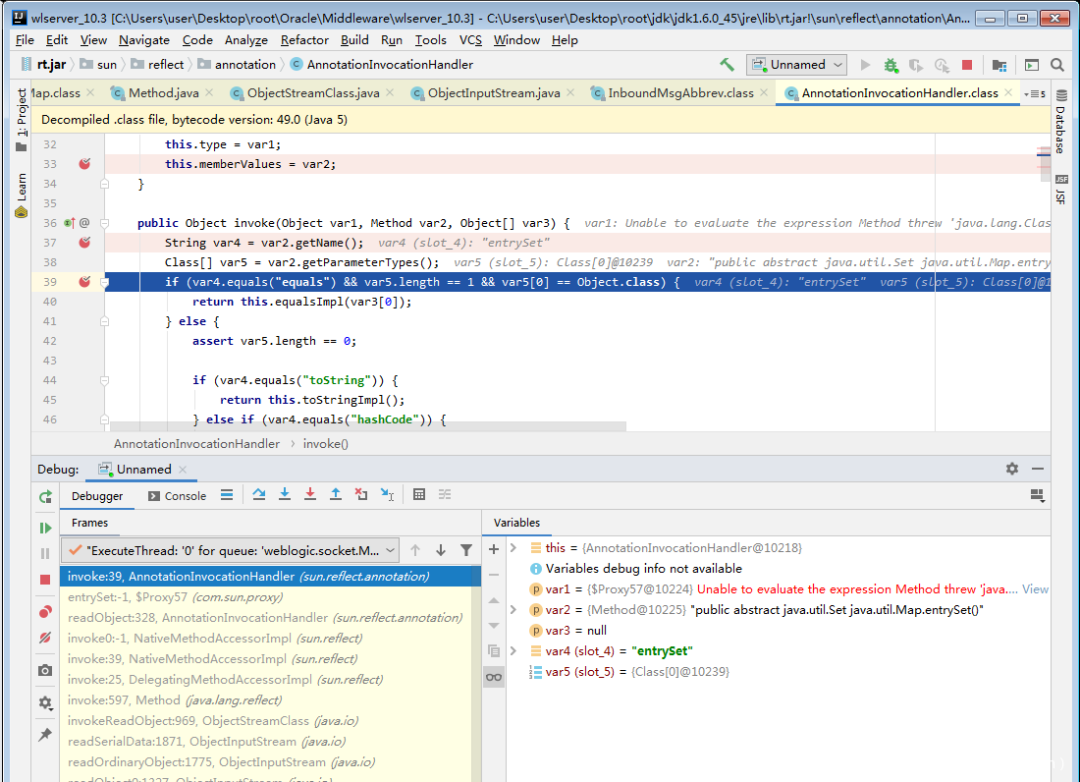 wlserver_10.3 [C:\Users\user\Desktop\root\Oracle\Middleware\wlserver_10.3] - C:\Users\user\Desktop\root\jdk\jdk1.6.0_45\jre\lib\rt.jar!\sun\reflect\annotation\An...
File Edit View Navigate Code Analyze Refactor Build Run Tools VCS Window Help
rt.jar sun reflect annotation AnnotationInvocationHandler Unnamed
Map.class Method.java ObjectStreamClass.java ObjectInputStream.java InboundMsgAbbrev.class AnnotationInvocationHandler.class 5
1: Project
Learn
Database
JSF
JSF
Decompiled .class file, bytecode version: 49.0 (Java 5)
32 this.type = var1;
33 this.memberValues = var2;
34 }
35
36 @ public Object invoke(Object var1, Method var2, Object[] var3) { var1: Unable to evaluate the expression Method threw 'java.lang.Clas
37 String var4 = var2.getName(); var4 (slot_4): "entrySet"
38 Class[] var5 = var2.getParameterTypes(); var5 (slot_5): Class[0]@10239 var2: "public abstract java.util.Set java.util.Map.entry
39 if (var4.equals("equals") && var5.length == 1 && var5[0] == Object.class) { var4 (slot_4): "entrySet" var5 (slot_5): Class[0]@1
40 return this.equalsImpl(var3[0]);
41 } else {
42 assert var5.length == 0;
43
44 if (var4.equals("toString")) {
45 return this.toStringImpl();
46 } else if (var4.equals("hashCode")) {
AnnotationInvocationHandler invoke()
Debug: Unnamed
Debugger Console
Frames
"ExecuteThread: '0' for queue: 'weblogic.socket.M...
invoke:39, AnnotationInvocationHandler (sun.reflect.annotation)
entrySet:-1, $Proxy57 (com.sun.proxy)
readObject:328, AnnotationInvocationHandler (sun.reflect.annotation)
invoke0:-1, NativeMethodAccessorImpl (sun.reflect)
invoke:39, NativeMethodAccessorImpl (sun.reflect)
invoke:25, DelegatingMethodAccessorImpl (sun.reflect)
invoke:597, Method (java.lang.reflect)
invokeReadObject:969, ObjectStreamClass (java.io)
readSerialData:1871, ObjectInputStream (java.io)
readOrdinaryObject:1775, ObjectInputStream (java.io)
readObject0:1327, ObjectInputStream (java.io)
Variables
this = {AnnotationInvocationHandler@10218}
Variables debug info not available
var1 = {$Proxy57@10224} Unable to evaluate the expression Method threw 'java.... View
var2 = {Method@10225} "public abstract java.util.Set java.util.Map.entrySet()"
var3 = null
var4 (slot_4) = "entrySet"
var5 (slot_5) = {Class[0]@10239}